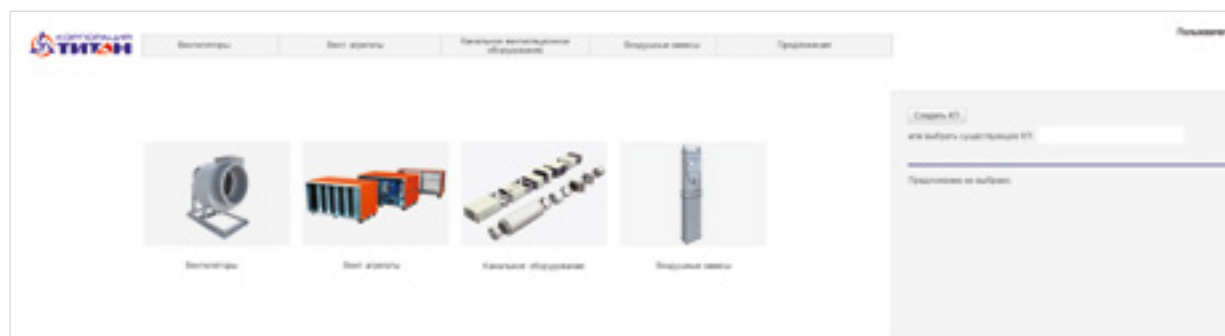 КОРПОРАЦИЯ
ТИТАН
Вентиляторы
Вент агрегаты
Канальное вентиляционное
оборудование
Воздушные завесы
Предложения
Создать КП
или выбрать существующее КП
Предложение не выбрано
Вентиляторы
Вент агрегаты
Канальное оборудование
Воздушные завесы